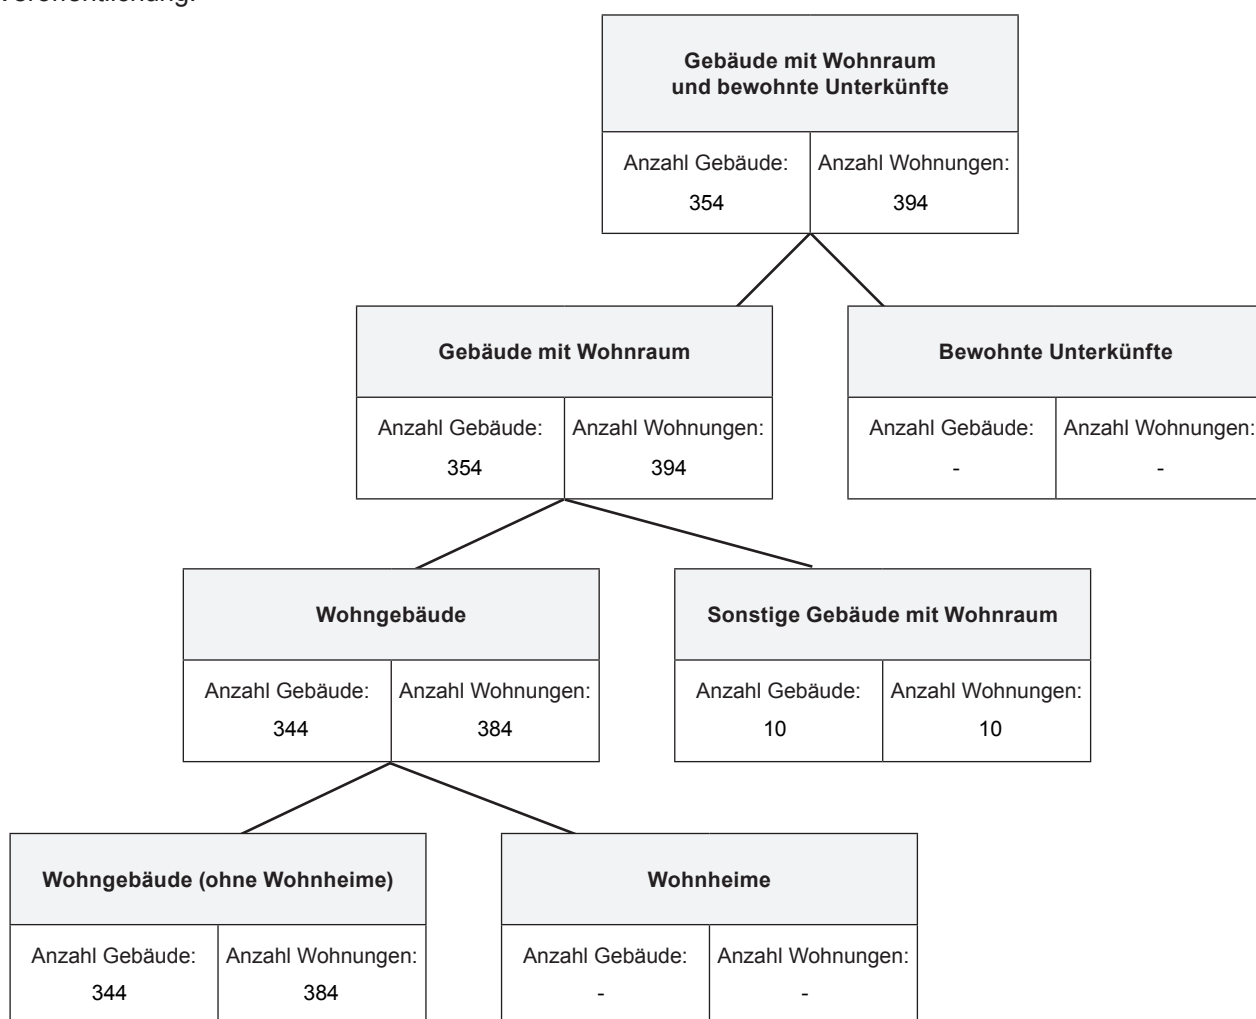 Veröffentlichung.
Gebäude mit Wohnraum
und bewohnte Unterkünfte
Anzahl Gebäude: Anzahl Wohnungen:
354 394
Gebäude mit Wohnraum Bewohnte Unterkünfte
Anzahl Gebäude: Anzahl Wohnungen: Anzahl Gebäude: Anzahl Wohnungen:
354 394 - -
Wohngebäude Sonstige Gebäude mit Wohnraum
Anzahl Gebäude: Anzahl Wohnungen: Anzahl Gebäude: Anzahl Wohnungen:
344 384 10 10
Wohngebäude (ohne Wohnheime) Wohnheime
Anzahl Gebäude: Anzahl Wohnungen: Anzahl Gebäude: Anzahl Wohnungen:
344 384 - -